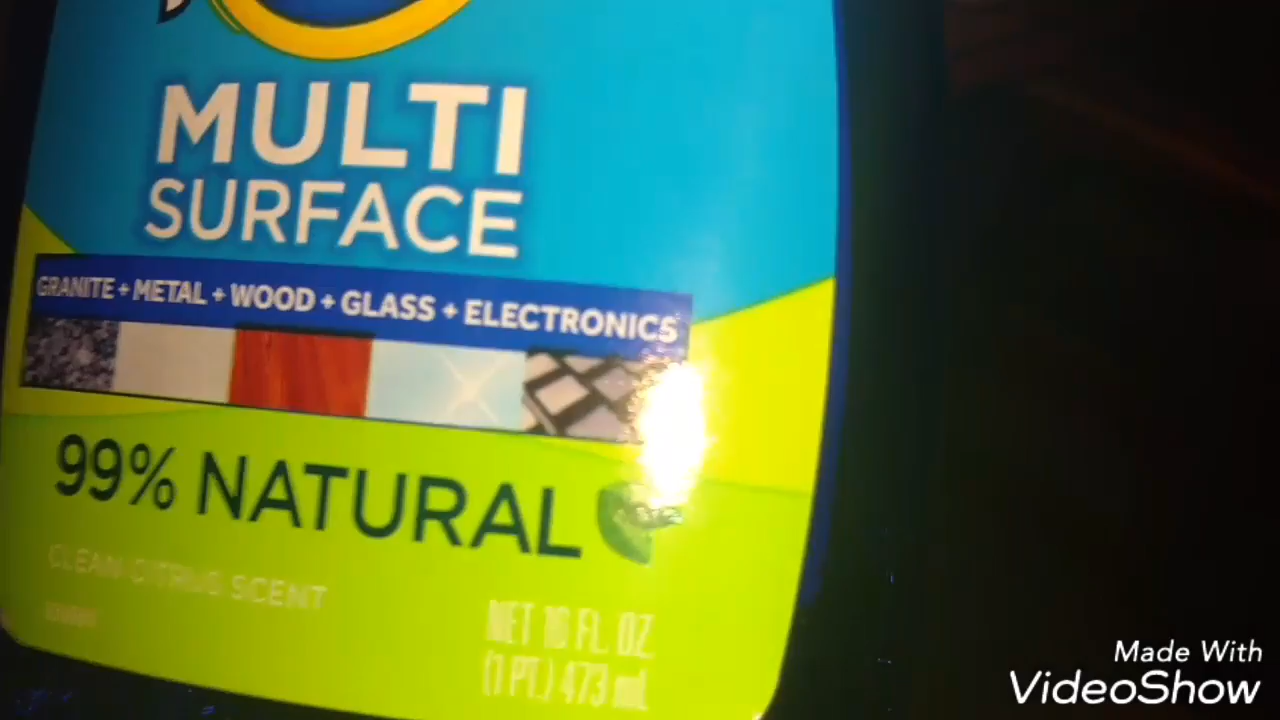 MULTI
SURFACE
GRANITE + METAL + WOOD + GLASS + ELECTRONICS
99% NATURAL
CLEAN CITRUS SCENT
NET 16 FL. OZ.
(1 PT.) 473 mL
Made With
VideoShow